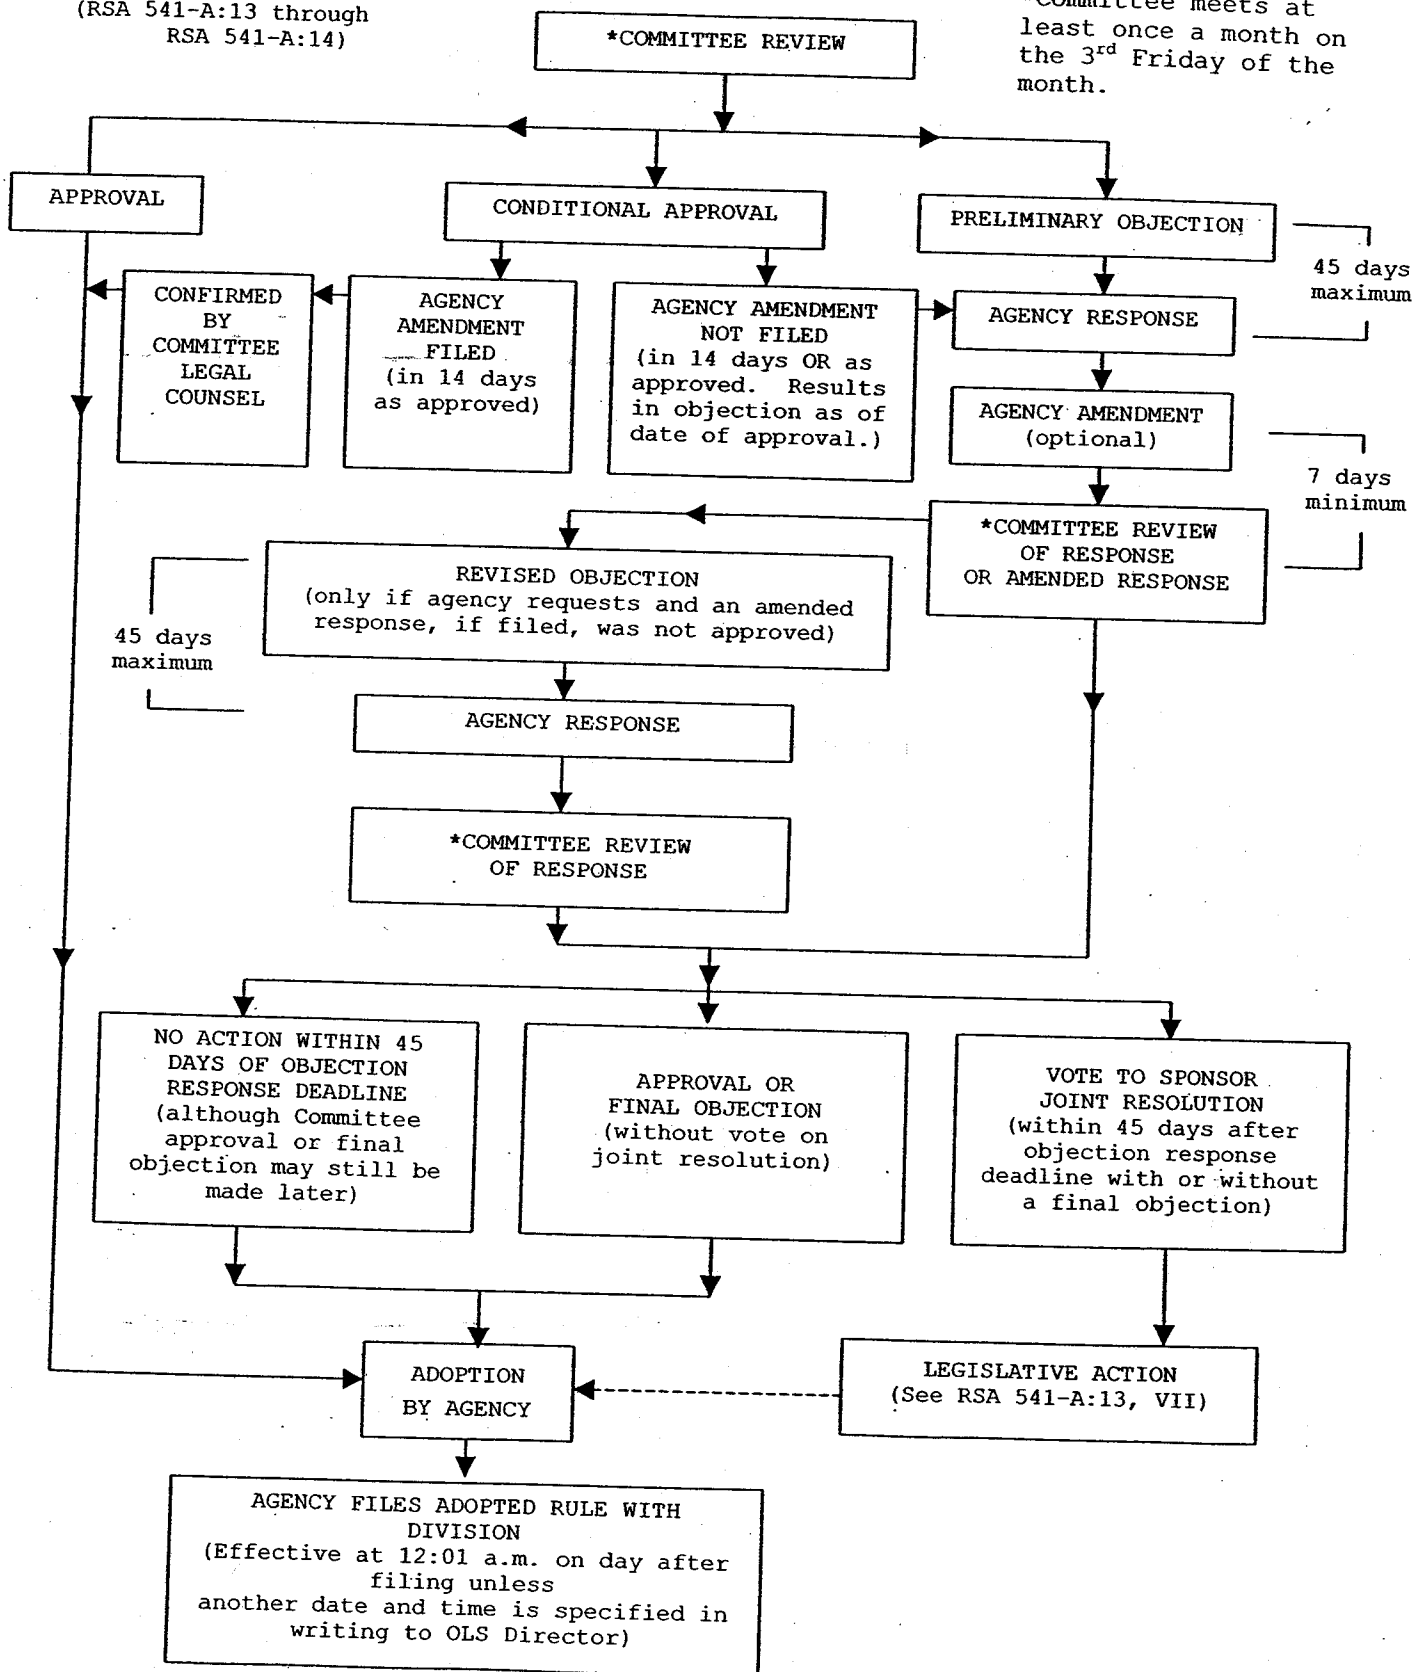 (RSA 541-A:13 through
RSA 541-A:14)
*COMMITTEE REVIEW
*Committee meets at
least once a month on
the 3rd Friday of the
month.
APPROVAL
CONDITIONAL APPROVAL
PRELIMINARY OBJECTION
45 days
maximum
CONFIRMED
BY
COMMITTEE
LEGAL
COUNSEL
AGENCY
AMENDMENT
FILED
(in 14 days
as approved)
AGENCY AMENDMENT
NOT FILED
(in 14 days OR as
approved. Results
in objection as of
date of approval.)
AGENCY RESPONSE
AGENCY AMENDMENT
(optional)
7 days
minimum
*COMMITTEE REVIEW
OF RESPONSE
OR AMENDED RESPONSE
REVISED OBJECTION
(only if agency requests and an amended
response, if filed, was not approved)
45 days
maximum
AGENCY RESPONSE
*COMMITTEE REVIEW
OF RESPONSE
NO ACTION WITHIN 45
DAYS OF OBJECTION
RESPONSE DEADLINE
(although Committee
approval or final
objection may still be
made later)
APPROVAL OR
FINAL OBJECTION
(without vote on
joint resolution)
VOTE TO SPONSOR
JOINT RESOLUTION
(within 45 days after
objection response
deadline with or without
a final objection)
ADOPTION
BY AGENCY
LEGISLATIVE ACTION
(See RSA 541-A:13, VII)
AGENCY FILES ADOPTED RULE WITH
DIVISION
(Effective at 12:01 a.m. on day after
filing unless
another date and time is specified in
writing to OLS Director)